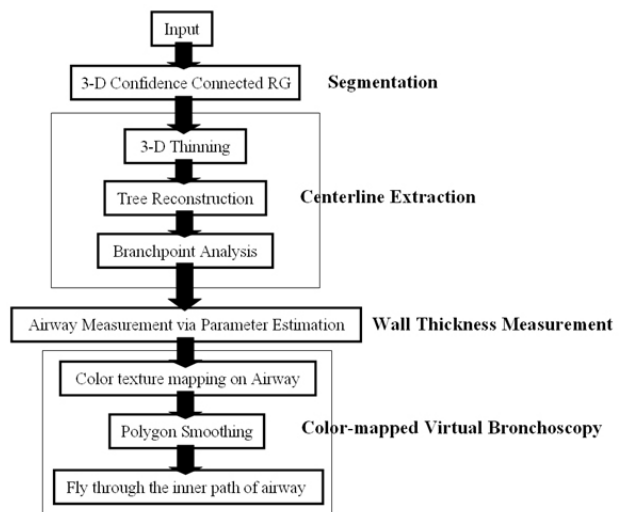 Input
3-D Confidence Connected RG
Segmentation
3-D Thinning
Tree Reconstruction
Centerline Extraction
Branchpoint Analysis
Airway Measurement via Parameter Estimation
Wall Thickness Measurement
Color texture mapping on Airway
Polygon Smoothing
Color-mapped Virtual Bronchoscopy
Fly through the inner path of airway